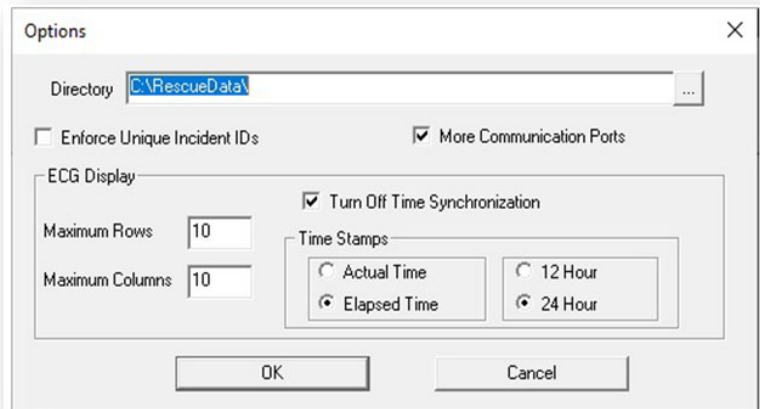 Options
Directory C:\RescueData\ ...
Enforce Unique Incident IDs More Communication Ports
ECG Display
Turn Off Time Synchronization
Maximum Rows 10
Time Stamps
Actual Time 12 Hour
Maximum Columns 10
Elapsed Time 24 Hour
OK Cancel